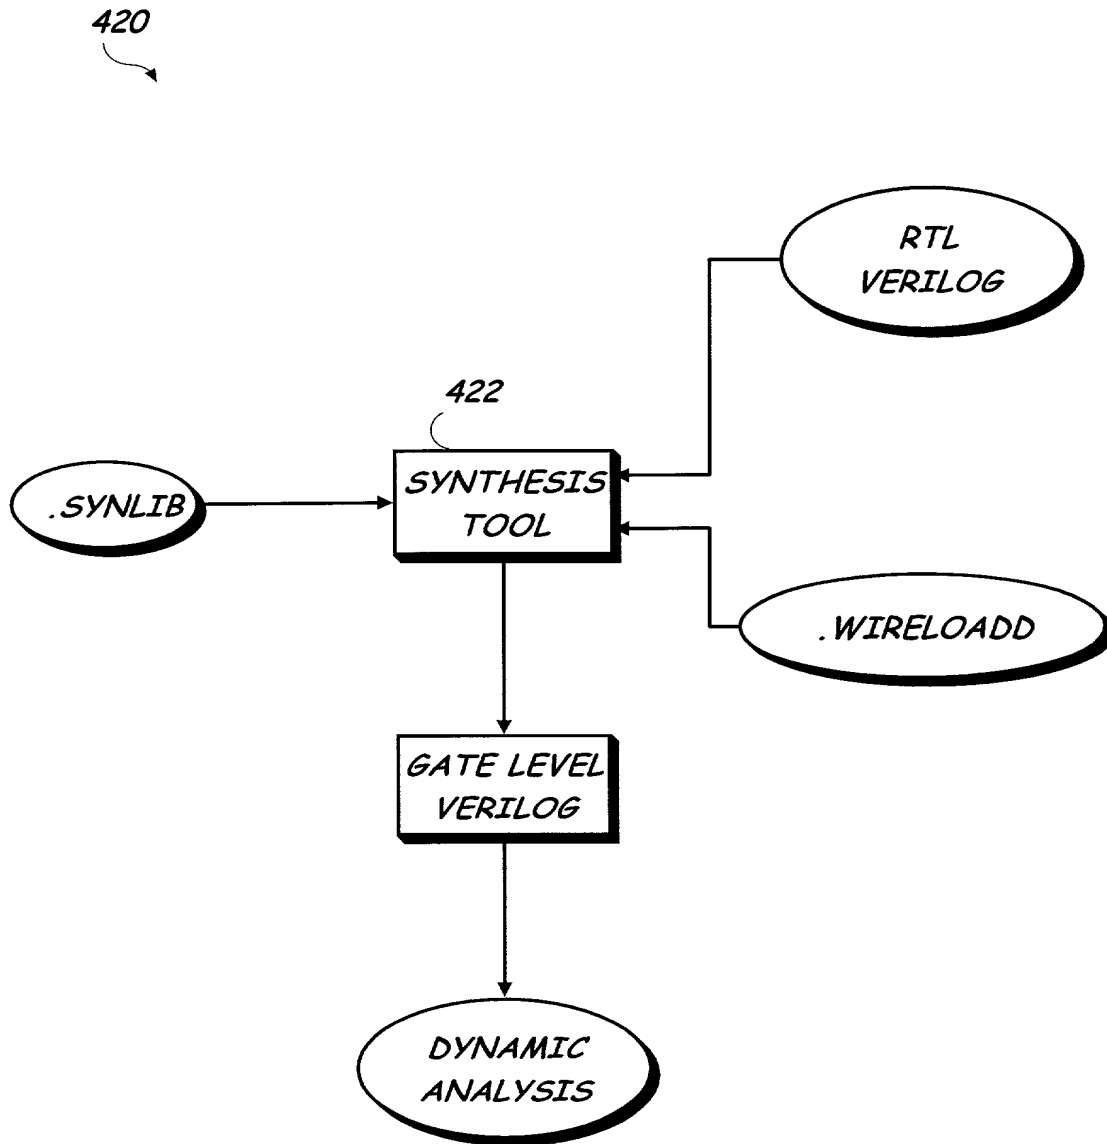 420
RTL
VERILOG
422
SYNTHESIS
TOOL
.SYNLIB
.WIRELOADD
GATE LEVEL
VERILOG
DYNAMIC
ANALYSIS